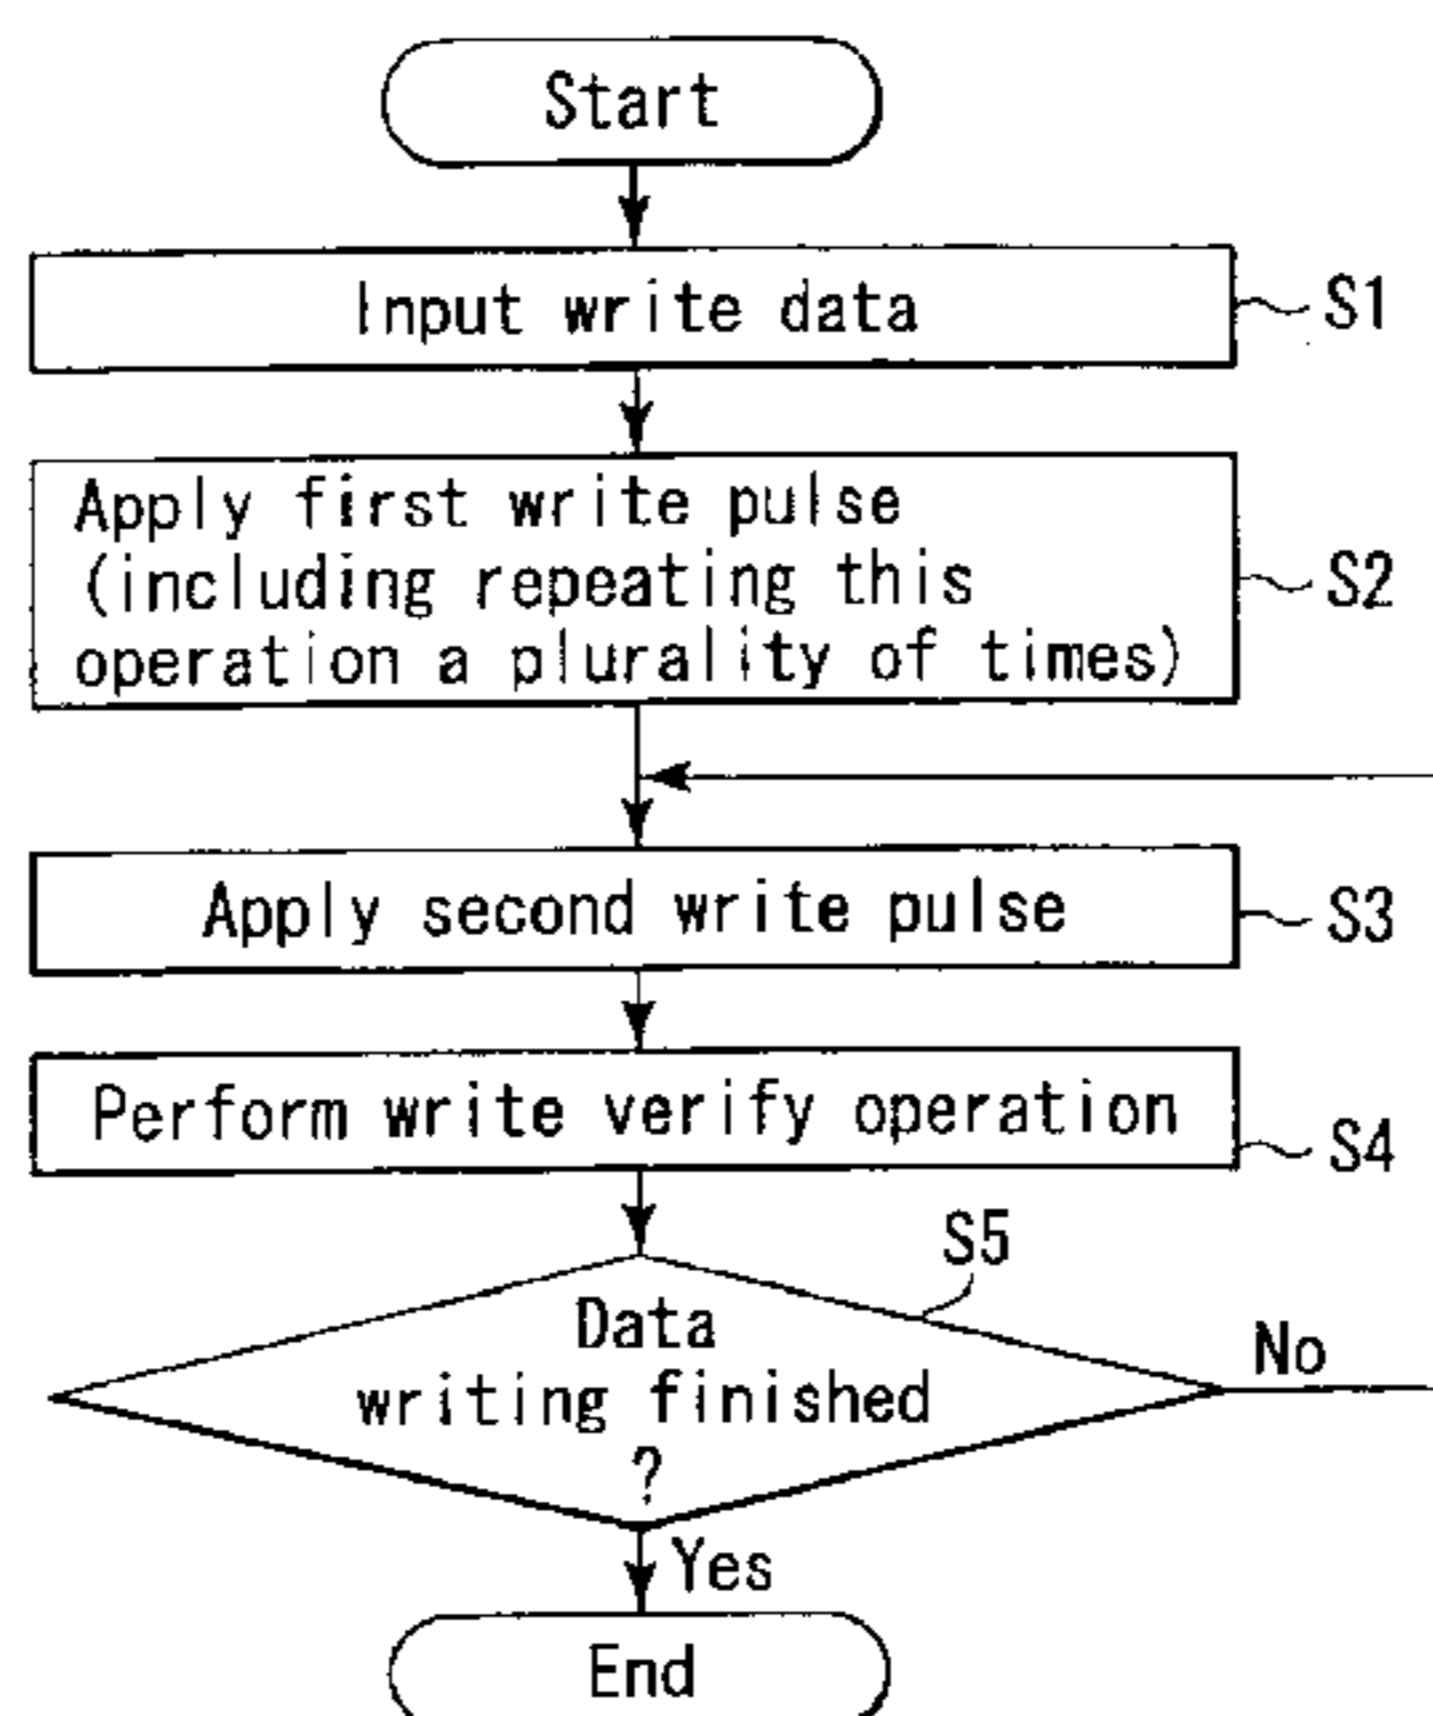 Start
Input write data
S1
Apply first write pulse
(including repeating this
operation a plurality of times)
S2
Apply second write pulse
S3
Perform write verify operation
S4
S5
Data
writing finished
?
No
Yes
End